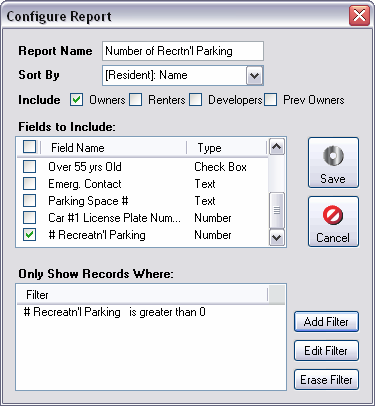 Configure Report
Report Name Number of Recrtn'l Parking
Sort By [Resident]: Name
Include Owners Renters Developers Prev Owners
Fields to Include:
Field Name Type
Over 55 yrs Old Check Box
Emerg. Contact Text
Parking Space # Text
Car #1 License Plate Num... Number
# Recreatn'l Parking Number
Save
Cancel
Only Show Records Where:
Filter
# Recreatn'l Parking is greater than 0
Add Filter
Edit Filter
Erase Filter